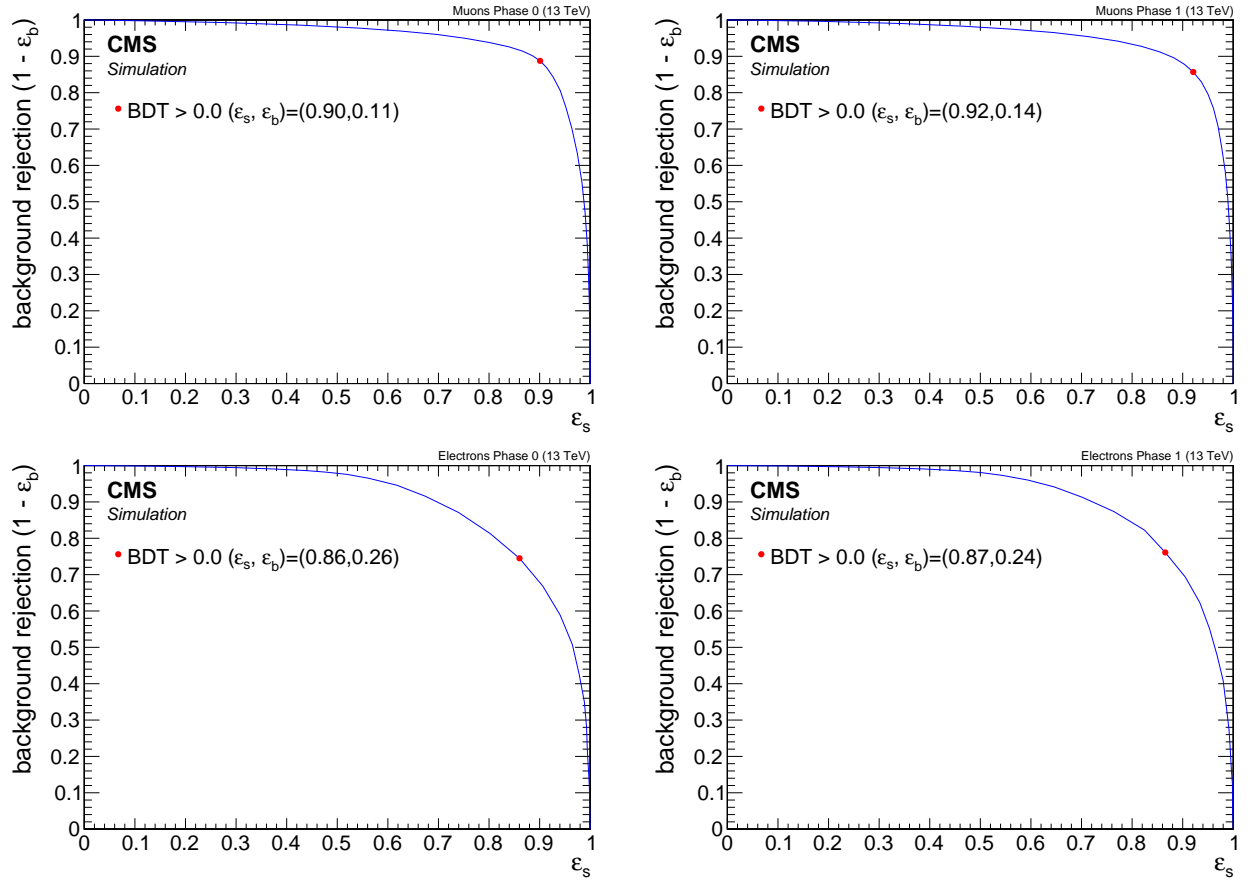 Muons Phase 0 (13 TeV)
CMS
Simulation
BDT > 0.0 (εs, εb)=(0.90,0.11)
background rejection (1 - εb)
1
0.9
0.8
0.7
0.6
0.5
0.4
0.3
0.2
0.1
0
0 0.1 0.2 0.3 0.4 0.5 0.6 0.7 0.8 0.9 1
εs
Muons Phase 1 (13 TeV)
CMS
Simulation
BDT > 0.0 (εs, εb)=(0.92,0.14)
background rejection (1 - εb)
1
0.9
0.8
0.7
0.6
0.5
0.4
0.3
0.2
0.1
0
0 0.1 0.2 0.3 0.4 0.5 0.6 0.7 0.8 0.9 1
εs
Electrons Phase 0 (13 TeV)
CMS
Simulation
BDT > 0.0 (εs, εb)=(0.86,0.26)
background rejection (1 - εb)
1
0.9
0.8
0.7
0.6
0.5
0.4
0.3
0.2
0.1
0
0 0.1 0.2 0.3 0.4 0.5 0.6 0.7 0.8 0.9 1
εs
Electrons Phase 1 (13 TeV)
CMS
Simulation
BDT > 0.0 (εs, εb)=(0.87,0.24)
background rejection (1 - εb)
1
0.9
0.8
0.7
0.6
0.5
0.4
0.3
0.2
0.1
0
0 0.1 0.2 0.3 0.4 0.5 0.6 0.7 0.8 0.9 1
εs